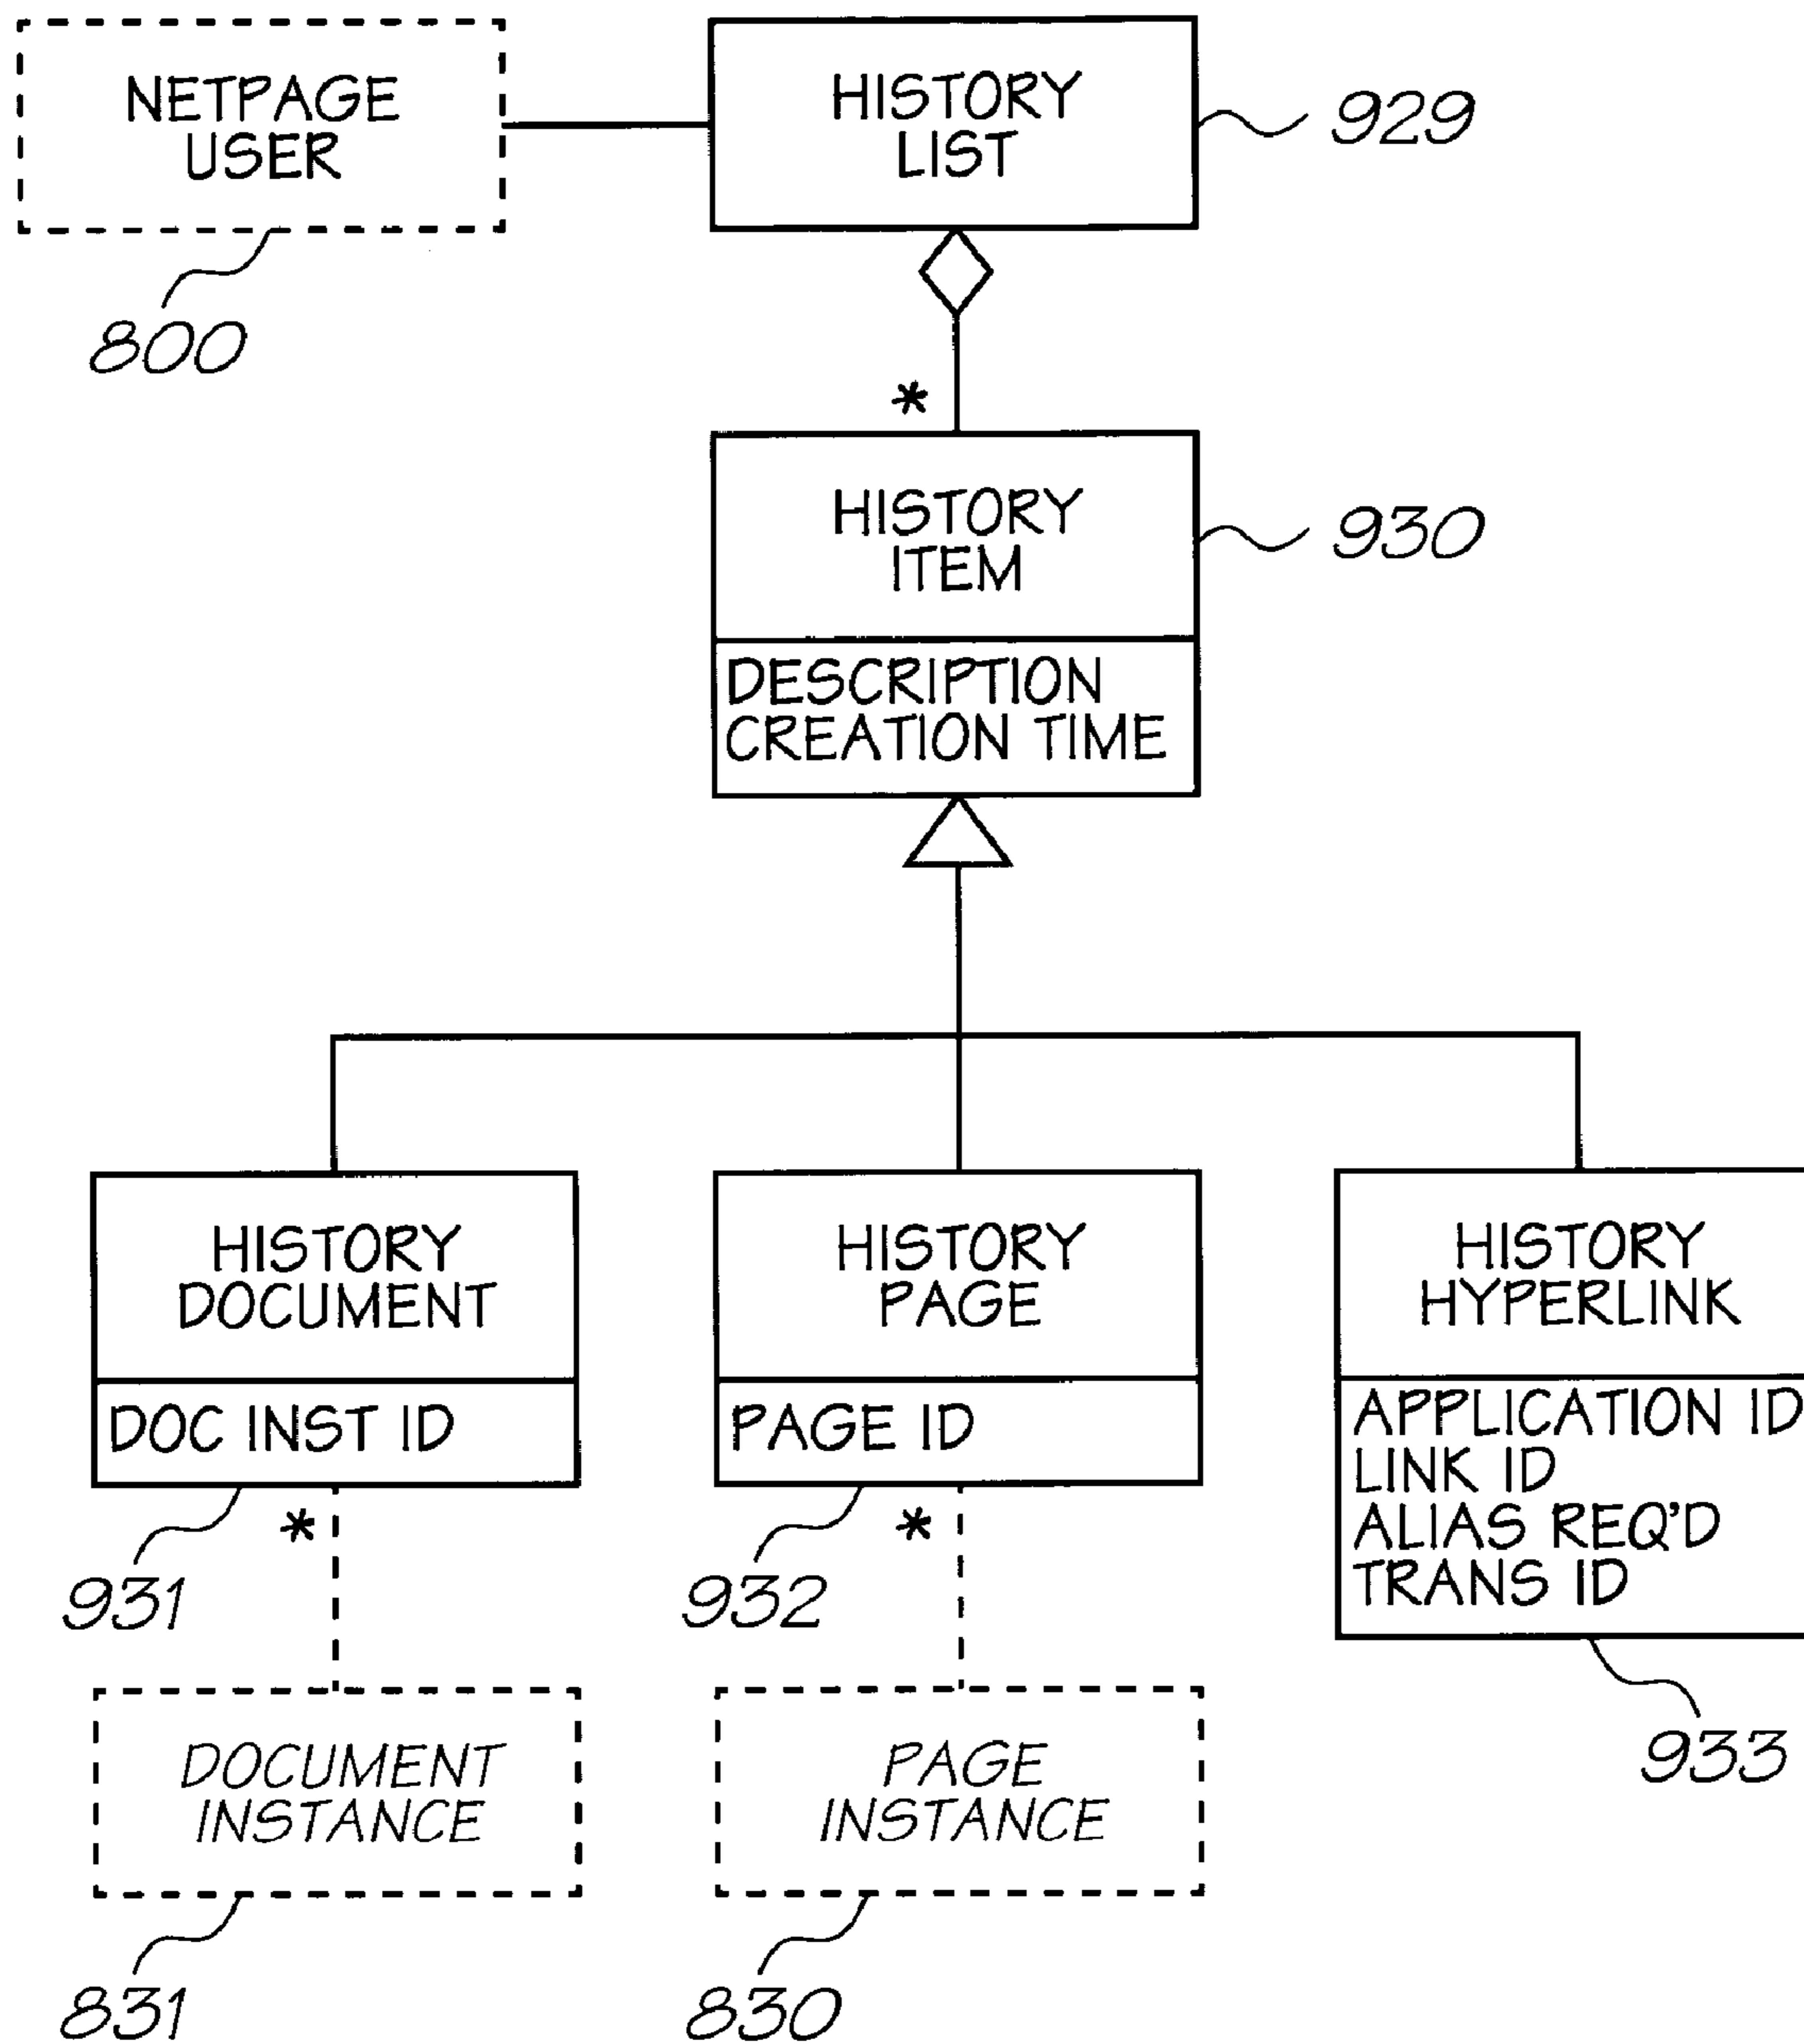 NETPAGE
USER
800
HISTORY
LIST
929
*
HISTORY
ITEM
930
DESCRIPTION
CREATION TIME
HISTORY
DOCUMENT
DOC INST ID
931
*
HISTORY
PAGE
PAGE ID
932
*
HISTORY
HYPERLINK
APPLICATION ID
LINK ID
ALIAS REQ'D
TRANS ID
933
DOCUMENT
INSTANCE
831
PAGE
INSTANCE
830